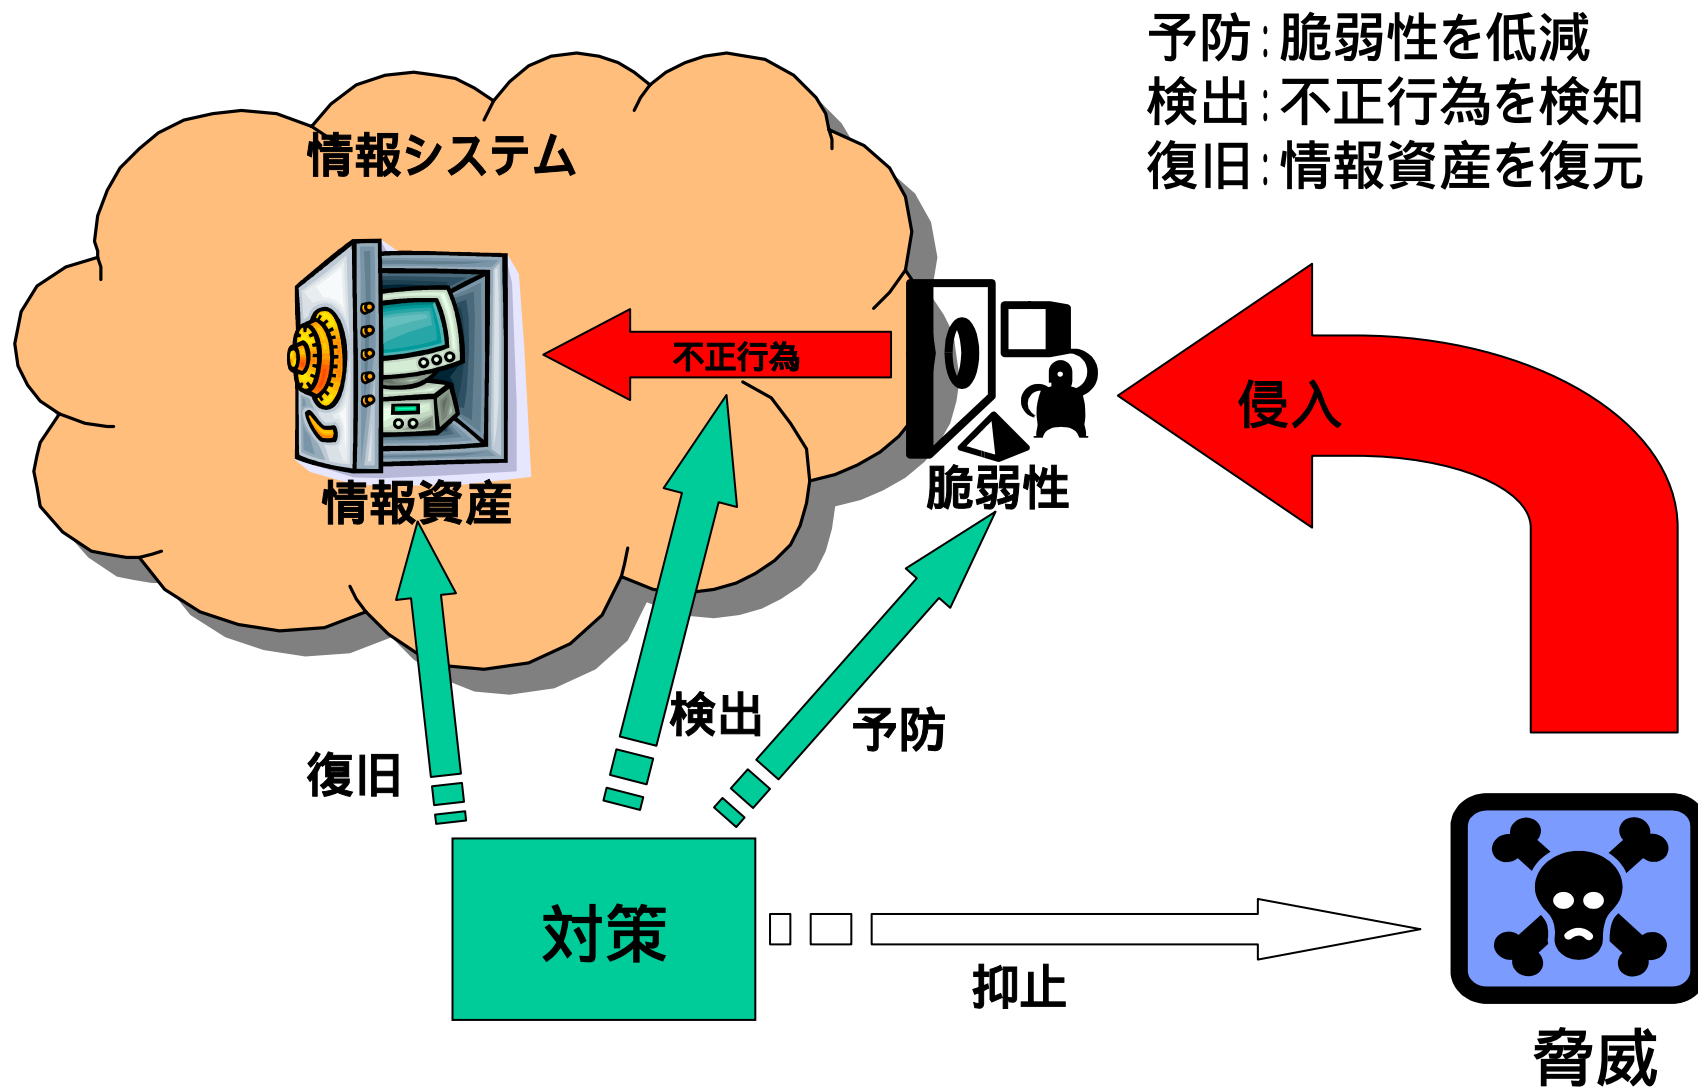 予防：脆弱性を低減
検出：不正行為を検知
復旧：情報資産を復元
情報システム
不正行為
侵入
脆弱性
情報資産
検出
予防
復旧
対策
抑止
脅威